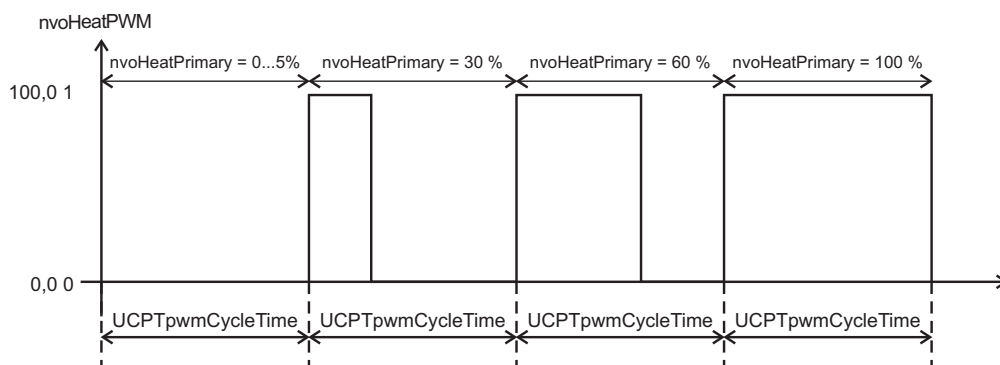 nvoHeatPWM
nvoHeatPrimary = 0...5% nvoHeatPrimary = 30 % nvoHeatPrimary = 60 % nvoHeatPrimary = 100 %
100,0 1
0,0 0
UCPTpwmCycleTime UCPTpwmCycleTime UCPTpwmCycleTime UCPTpwmCycleTime